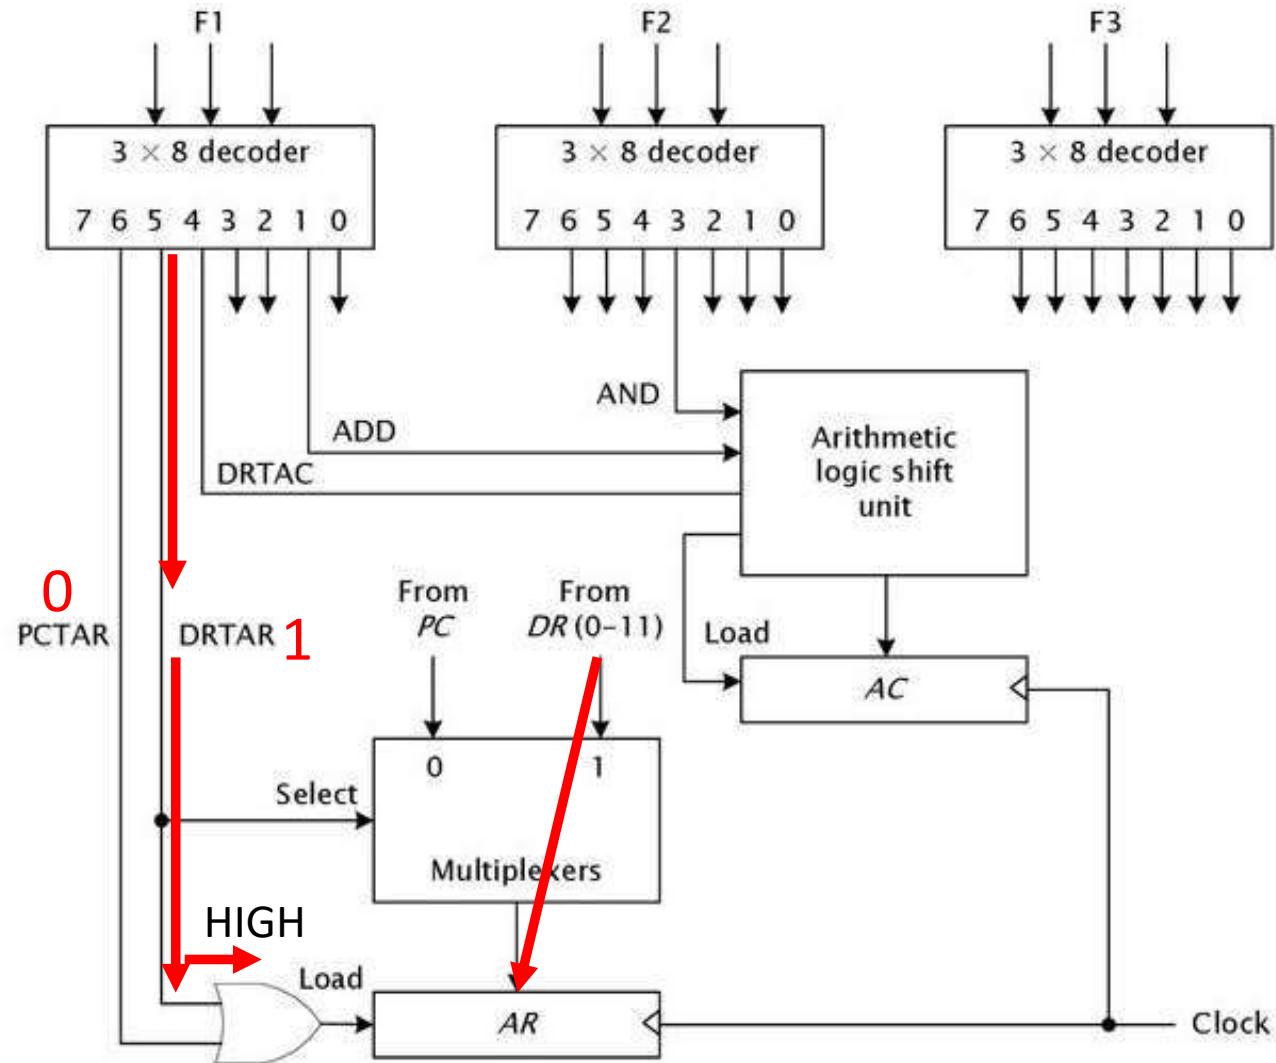 F1
F2
F3
3 × 8 decoder
3 × 8 decoder
3 × 8 decoder
7 6 5 4 3 2 1 0
7 6 5 4 3 2 1 0
7 6 5 4 3 2 1 0
AND
ADD
DRTAC
Arithmetic
logic shift
unit
0
PCTAR
DRTAR 1
From
PC
From
DR (0–11)
Load
AC
0 1
Select
Multiplexers
HIGH
Load
AR
Clock